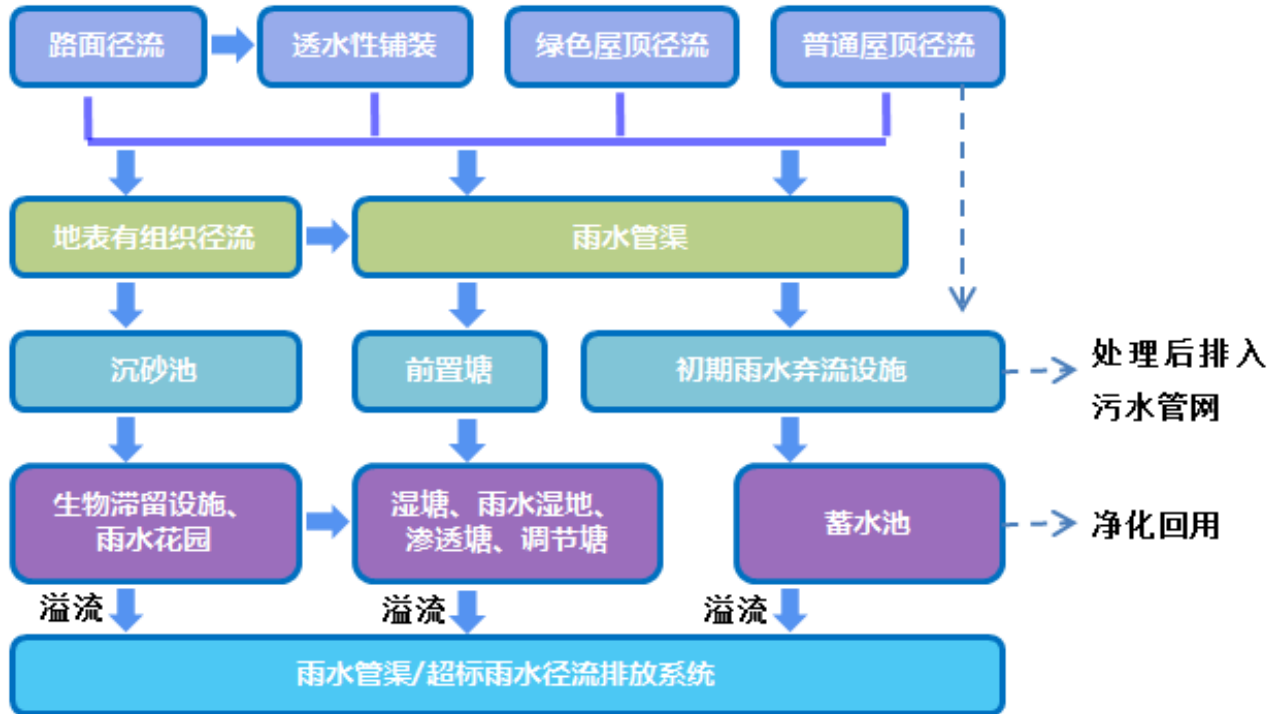 路面径流
透水性铺装
绿色屋顶径流
普通屋顶径流
地表有组织径流
雨水管渠
沉砂池
前置塘
初期雨水弃流设施
处理后排入
污水管网
生物滞留设施、
雨水花园
湿塘、雨水湿地、
渗透塘、调节塘
蓄水池
净化回用
溢流
溢流
溢流
雨水管渠/超标雨水径流排放系统